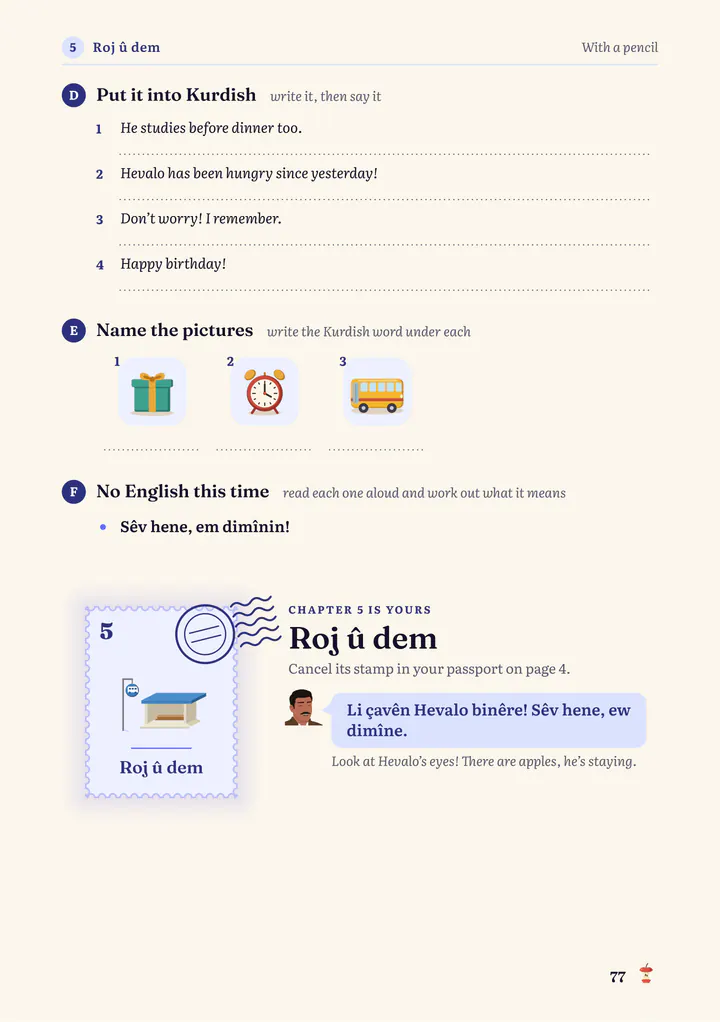 5 Roj û dem With a pencil
D Put it into Kurdish write it, then say it
1 He studies before dinner too.
2 Hevalo has been hungry since yesterday!
3 Don’t worry! I remember.
4 Happy birthday!
E Name the pictures write the Kurdish word under each
1 2 3
F No English this time read each one aloud and work out what it means
• Sêv hene, em dimînin!
5
Roj û dem
CHAPTER 5 IS YOURS
Roj û dem
Cancel its stamp in your passport on page 4.
Li çavên Hevalo binêre! Sêv hene, ew
dimîne.
Look at Hevalo’s eyes! There are apples, he’s staying.
77